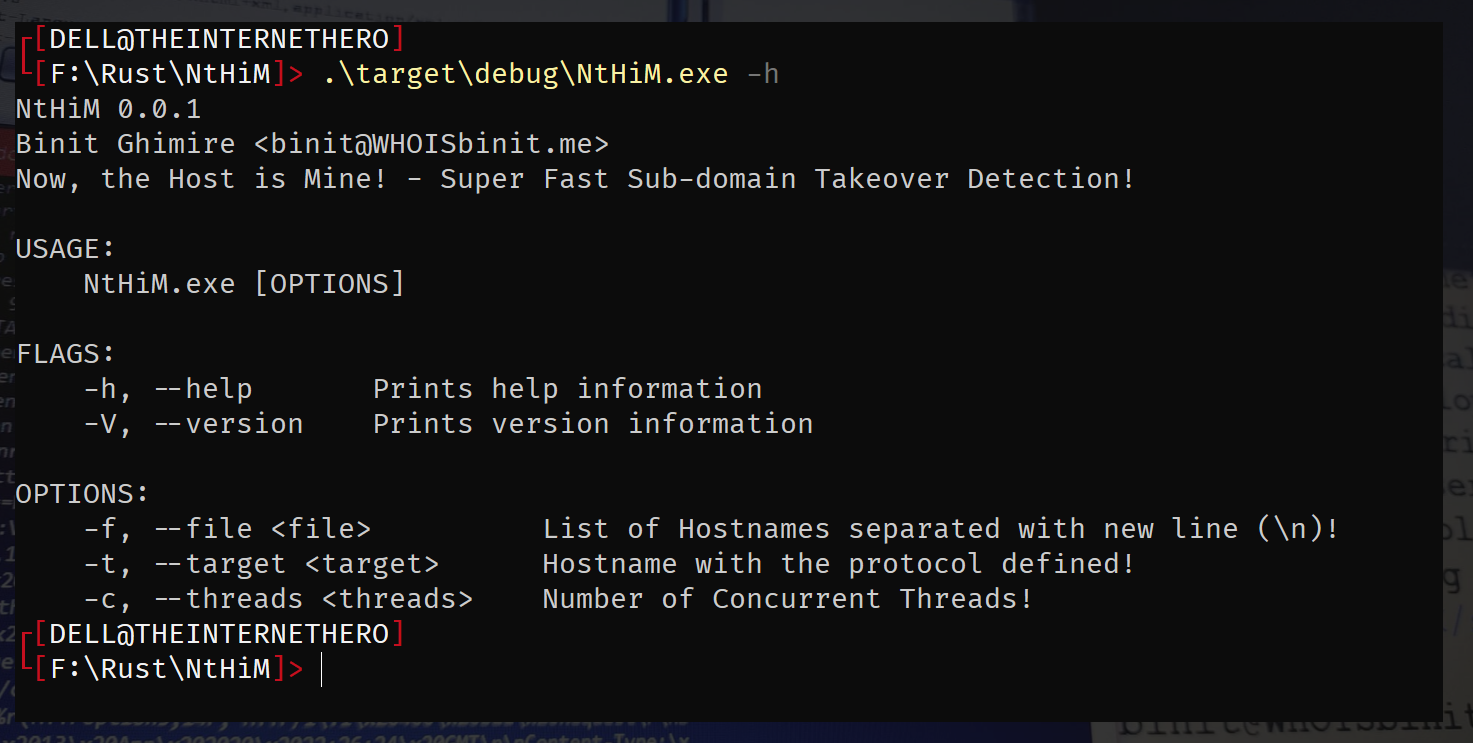 [DELL@THEINTERNETHERO]
[F:\Rust\NtHiM]> .\target\debug\NtHiM.exe -h
NtHiM 0.0.1
Binit Ghimire <binit@WHOISbinit.me>
Now, the Host is Mine! - Super Fast Sub-domain Takeover Detection!
USAGE:
    NtHiM.exe [OPTIONS]
FLAGS:
    -h, --help       Prints help information
    -V, --version    Prints version information
OPTIONS:
    -f, --file <file>          List of Hostnames separated with new line (\n)!
    -t, --target <target>      Hostname with the protocol defined!
    -c, --threads <threads>    Number of Concurrent Threads!
[DELL@THEINTERNETHERO]
[F:\Rust\NtHiM]>